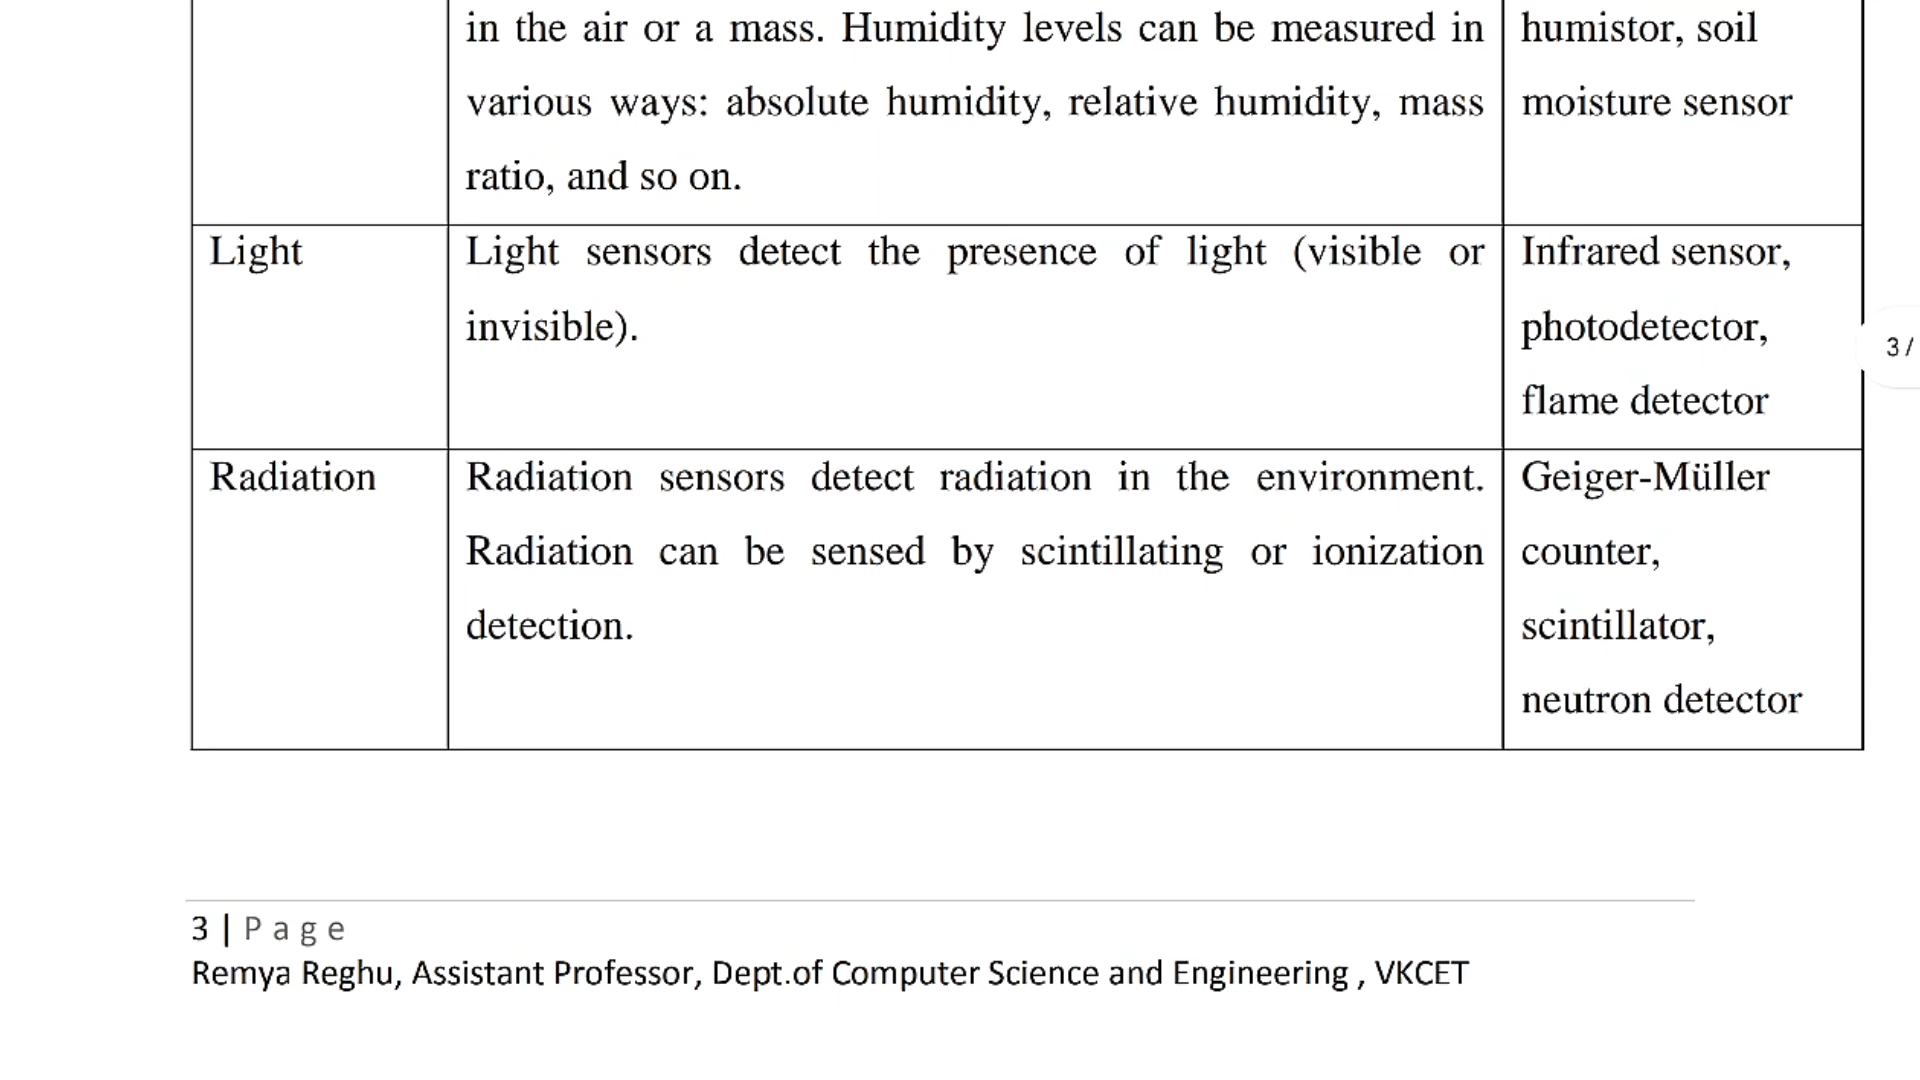 in the air or a mass. Humidity levels can be measured in
various ways: absolute humidity, relative humidity, mass
ratio, and so on.
humistor, soil
moisture sensor
Light
Light sensors detect the presence of light (visible or
invisible).
Infrared sensor,
photodetector,
flame detector
Radiation
Radiation sensors detect radiation in the environment.
Radiation can be sensed by scintillating or ionization
detection.
Geiger-Müller
counter,
scintillator,
neutron detector
3 /
3 | P a g e
Remya Reghu, Assistant Professor, Dept.of Computer Science and Engineering , VKCET